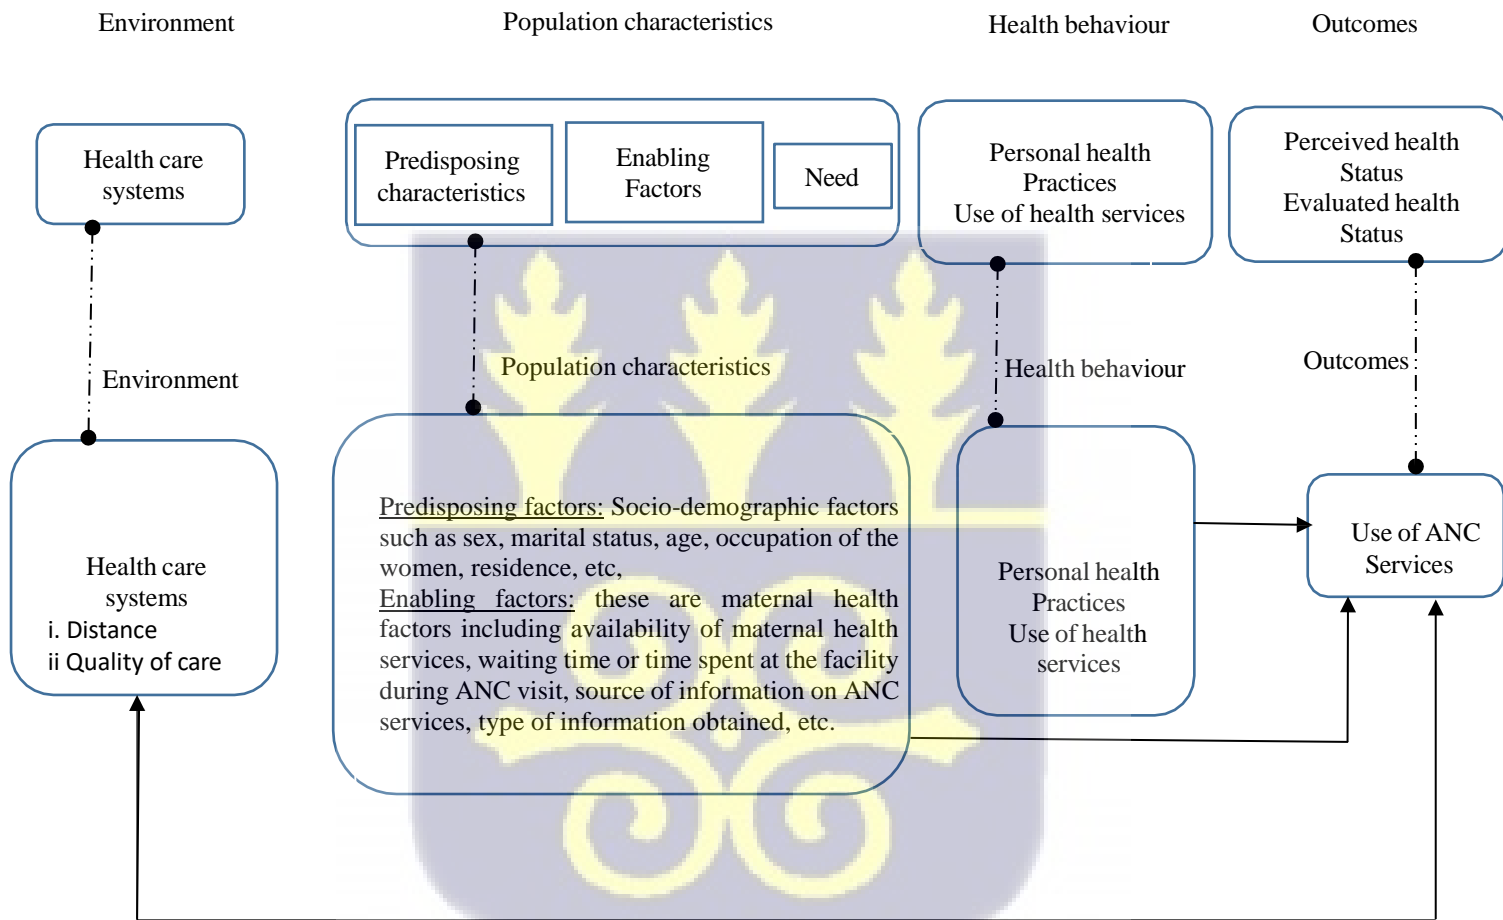 Environment
Population characteristics
Health behaviour
Outcomes
Health care
systems
Predisposing
characteristics
Enabling
Factors
Need
Personal health
Practices
Use of health services
Perceived health
Status
Evaluated health
Status
Environment
Population characteristics
Health behaviour
Outcomes
Health care
systems
i. Distance
ii Quality of care
Predisposing factors: Socio-demographic factors
such as sex, marital status, age, occupation of the
women, residence, etc,
Enabling factors: these are maternal health
factors including availability of maternal health
services, waiting time or time spent at the facility
during ANC visit, source of information on ANC
services, type of information obtained, etc.
Personal health
Practices
Use of health
services
Use of ANC
Services